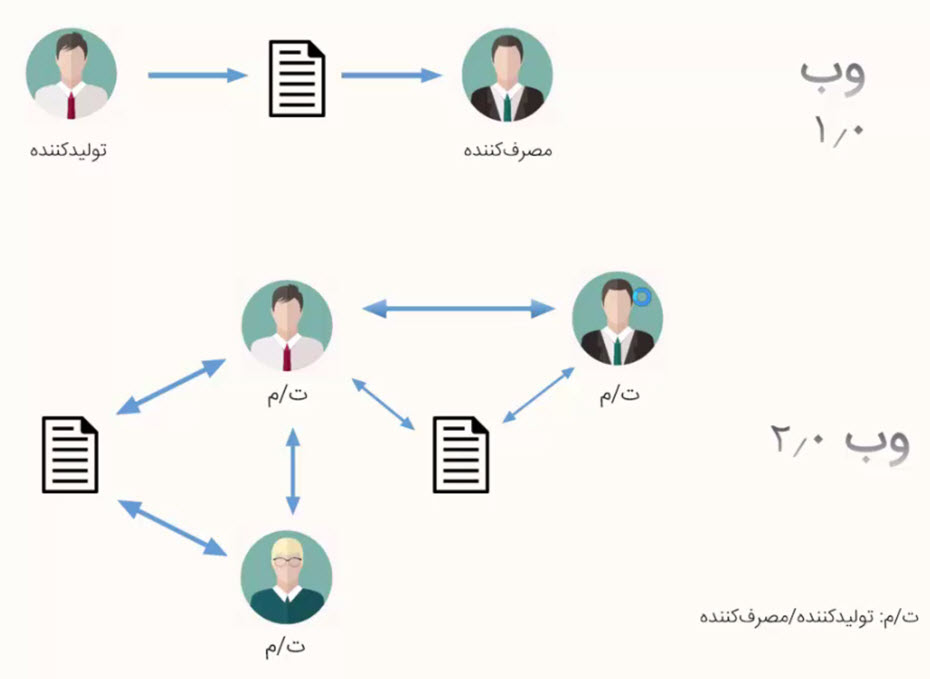 وب
۱٫۰
تولیدکننده
مصرف‌کننده
ت/م
ت/م
وب ۲٫۰
ت/م
ت/م: تولیدکننده/مصرف‌کننده